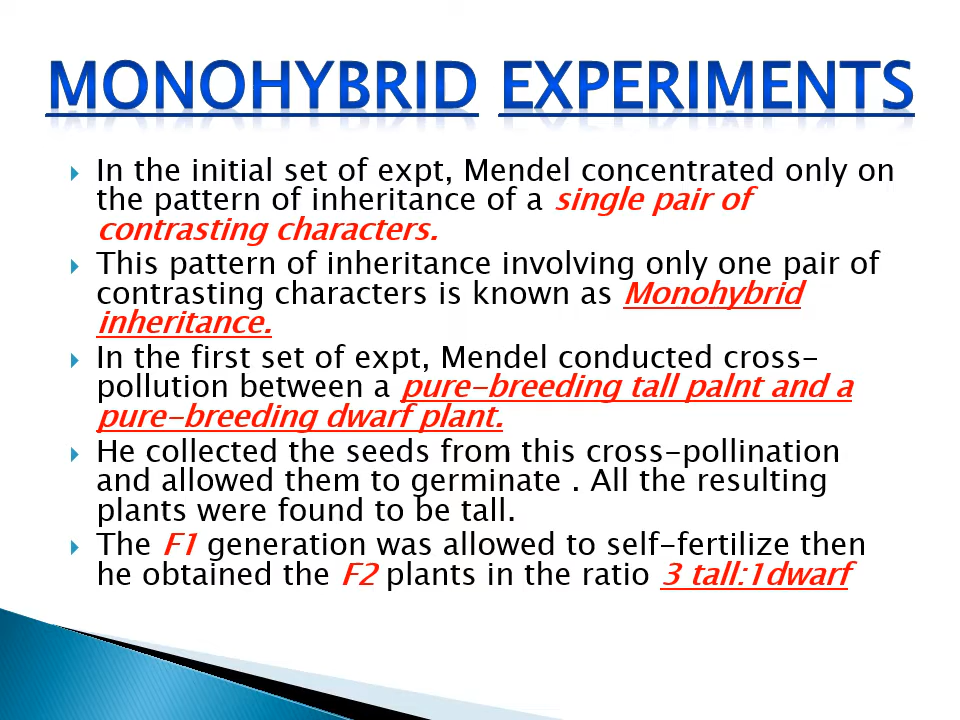 MONOHYBRID EXPERIMENTS
In the initial set of expt, Mendel concentrated only on
the pattern of inheritance of a single pair of
contrasting characters.
This pattern of inheritance involving only one pair of
contrasting characters is known as Monohybrid
inheritance.
In the first set of expt, Mendel conducted cross-
pollution between a pure-breeding tall palnt and a
pure-breeding dwarf plant.
He collected the seeds from this cross-pollination
and allowed them to germinate . All the resulting
plants were found to be tall.
The F1 generation was allowed to self-fertilize then
he obtained the F2 plants in the ratio 3 tall:1dwarf